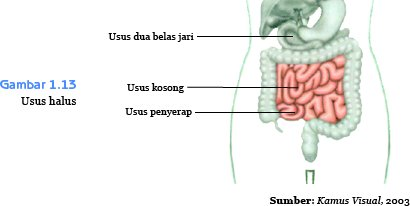 Usus dua belas jari
Gambar 1.13
Usus halus
Usus kosong
Usus penyerap
Sumber: Kamus Visual, 2003